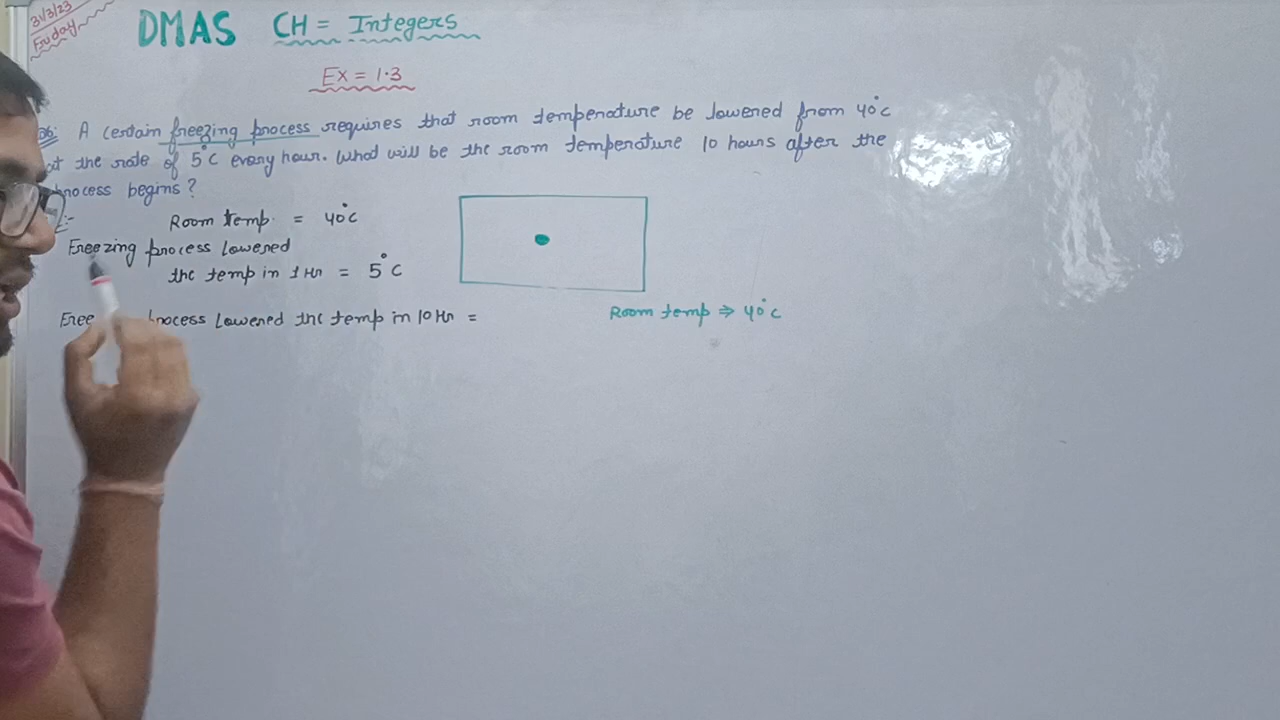 31/3/23
Friday
DMAS CH = Integers
Ex = 1.3
A certain freezing process requires that room temperature be lowered from 40°C
at the rate of 5°C every hour. What will be the room temperature 10 hours after the
process begins?
Room temp. = 40°C
Freezing process lowered
the temp in 1 Hr = 5°C
Room temp ⇒ 40°C
process lowered the temp in 10 Hr =